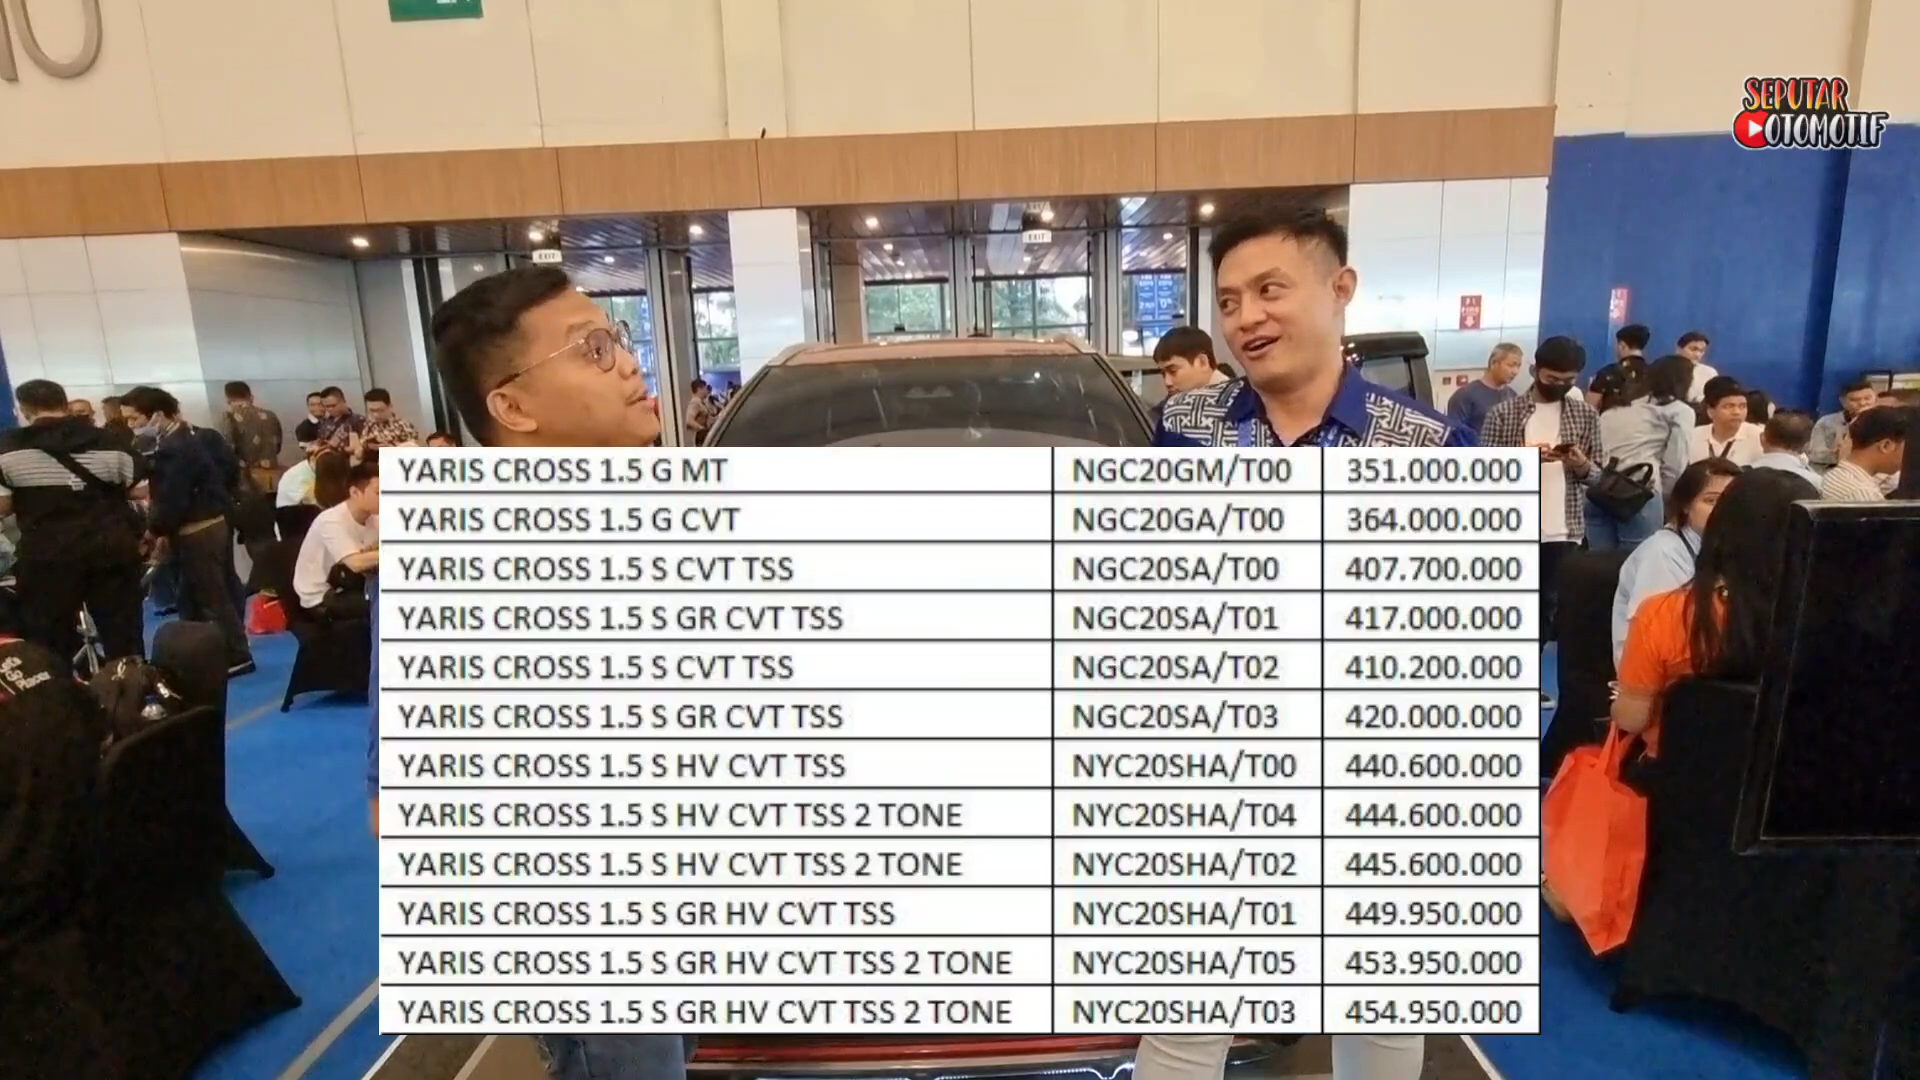 10
SEPUTAR
OTOMOTIF
EXIT
EXIT
Let's
Go
Places
YARIS CROSS 1.5 G MT NGC20GM/T00 351.000.000
YARIS CROSS 1.5 G CVT NGC20GA/T00 364.000.000
YARIS CROSS 1.5 S CVT TSS NGC20SA/T00 407.700.000
YARIS CROSS 1.5 S GR CVT TSS NGC20SA/T01 417.000.000
YARIS CROSS 1.5 S CVT TSS NGC20SA/T02 410.200.000
YARIS CROSS 1.5 S GR CVT TSS NGC20SA/T03 420.000.000
YARIS CROSS 1.5 S HV CVT TSS NYC20SHA/T00 440.600.000
YARIS CROSS 1.5 S HV CVT TSS 2 TONE NYC20SHA/T04 444.600.000
YARIS CROSS 1.5 S HV CVT TSS 2 TONE NYC20SHA/T02 445.600.000
YARIS CROSS 1.5 S GR HV CVT TSS NYC20SHA/T01 449.950.000
YARIS CROSS 1.5 S GR HV CVT TSS 2 TONE NYC20SHA/T05 453.950.000
YARIS CROSS 1.5 S GR HV CVT TSS 2 TONE NYC20SHA/T03 454.950.000